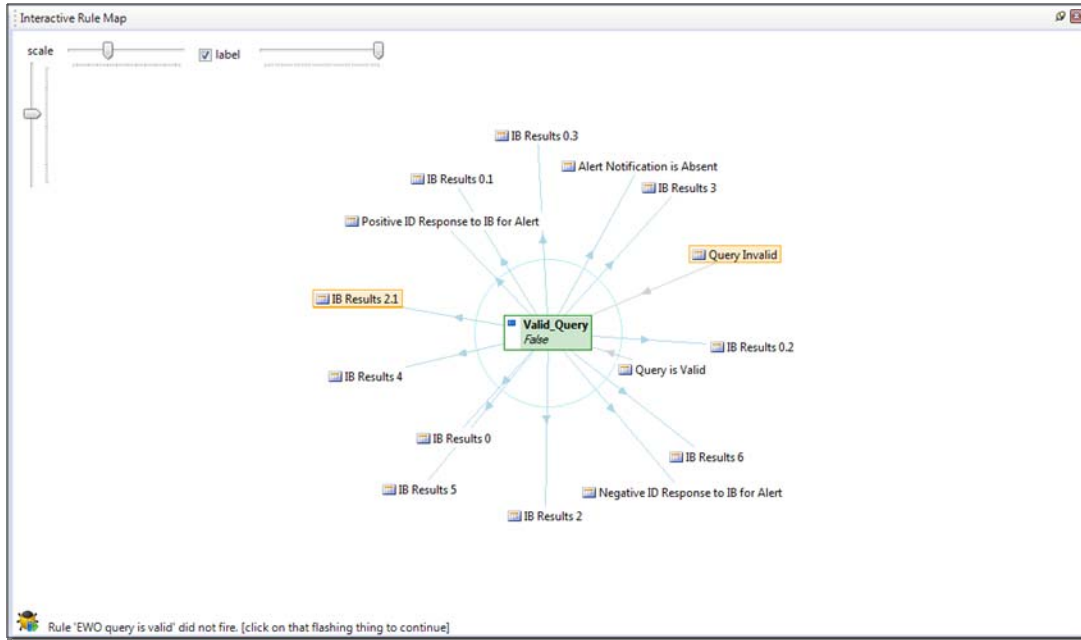 Interactive Rule Map
scale
label
IB Results 0.3
Alert Notification is Absent
IB Results 0.1
IB Results 3
Positive ID Response to IB for Alert
Query Invalid
IB Results 2.1
Valid_Query
False
IB Results 0.2
Query is Valid
IB Results 4
IB Results 0
IB Results 6
IB Results 5
Negative ID Response to IB for Alert
IB Results 2
Rule 'EWO query is valid' did not fire. [click on that flashing thing to continue]